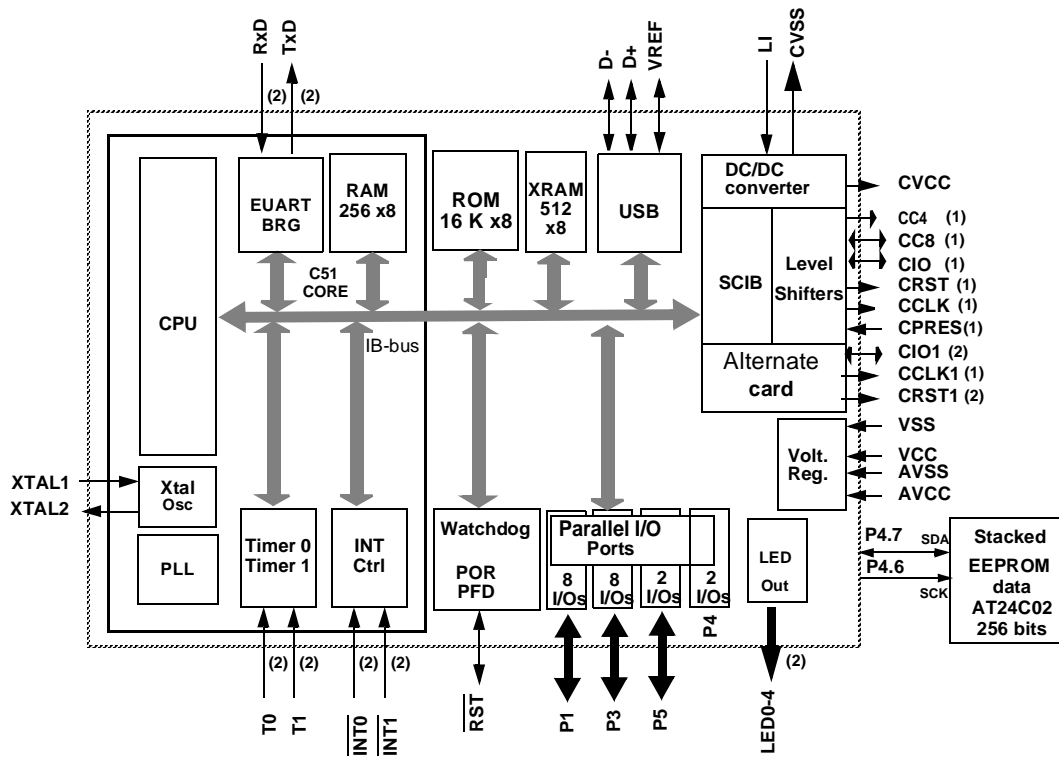 RxD
TxD
D-
D+
VREF
LI
CVSS
(2)
(2)
CPU
EUART
BRG
RAM
256 x8
ROM
16 K x8
XRAM
512
x8
USB
DC/DC
converter
CVCC
SCIB
Level
Shifters
CC4 (1)
CC8 (1)
CIO (1)
CRST (1)
CCLK (1)
CPRES(1)
C51
CORE
IB-bus
Alternate
card
CIO1 (2)
CCLK1 (1)
CRST1 (2)
Volt.
Reg.
VSS
VCC
AVSS
AVCC
XTAL1
XTAL2
Xtal
Osc
PLL
Timer 0
Timer 1
INT
Ctrl
Watchdog
POR
PFD
Parallel I/O
Ports
8
I/Os
8
I/Os
2
I/Os
2
I/Os
P4
LED
Out
P4.7
SDA
P4.6
SCK
Stacked
EEPROM
data
AT24C02
256 bits
(2)
(2)
(2)
(2)
(2)
T0
T1
INT0
INT1
RST
P1
P3
P5
LED0-4